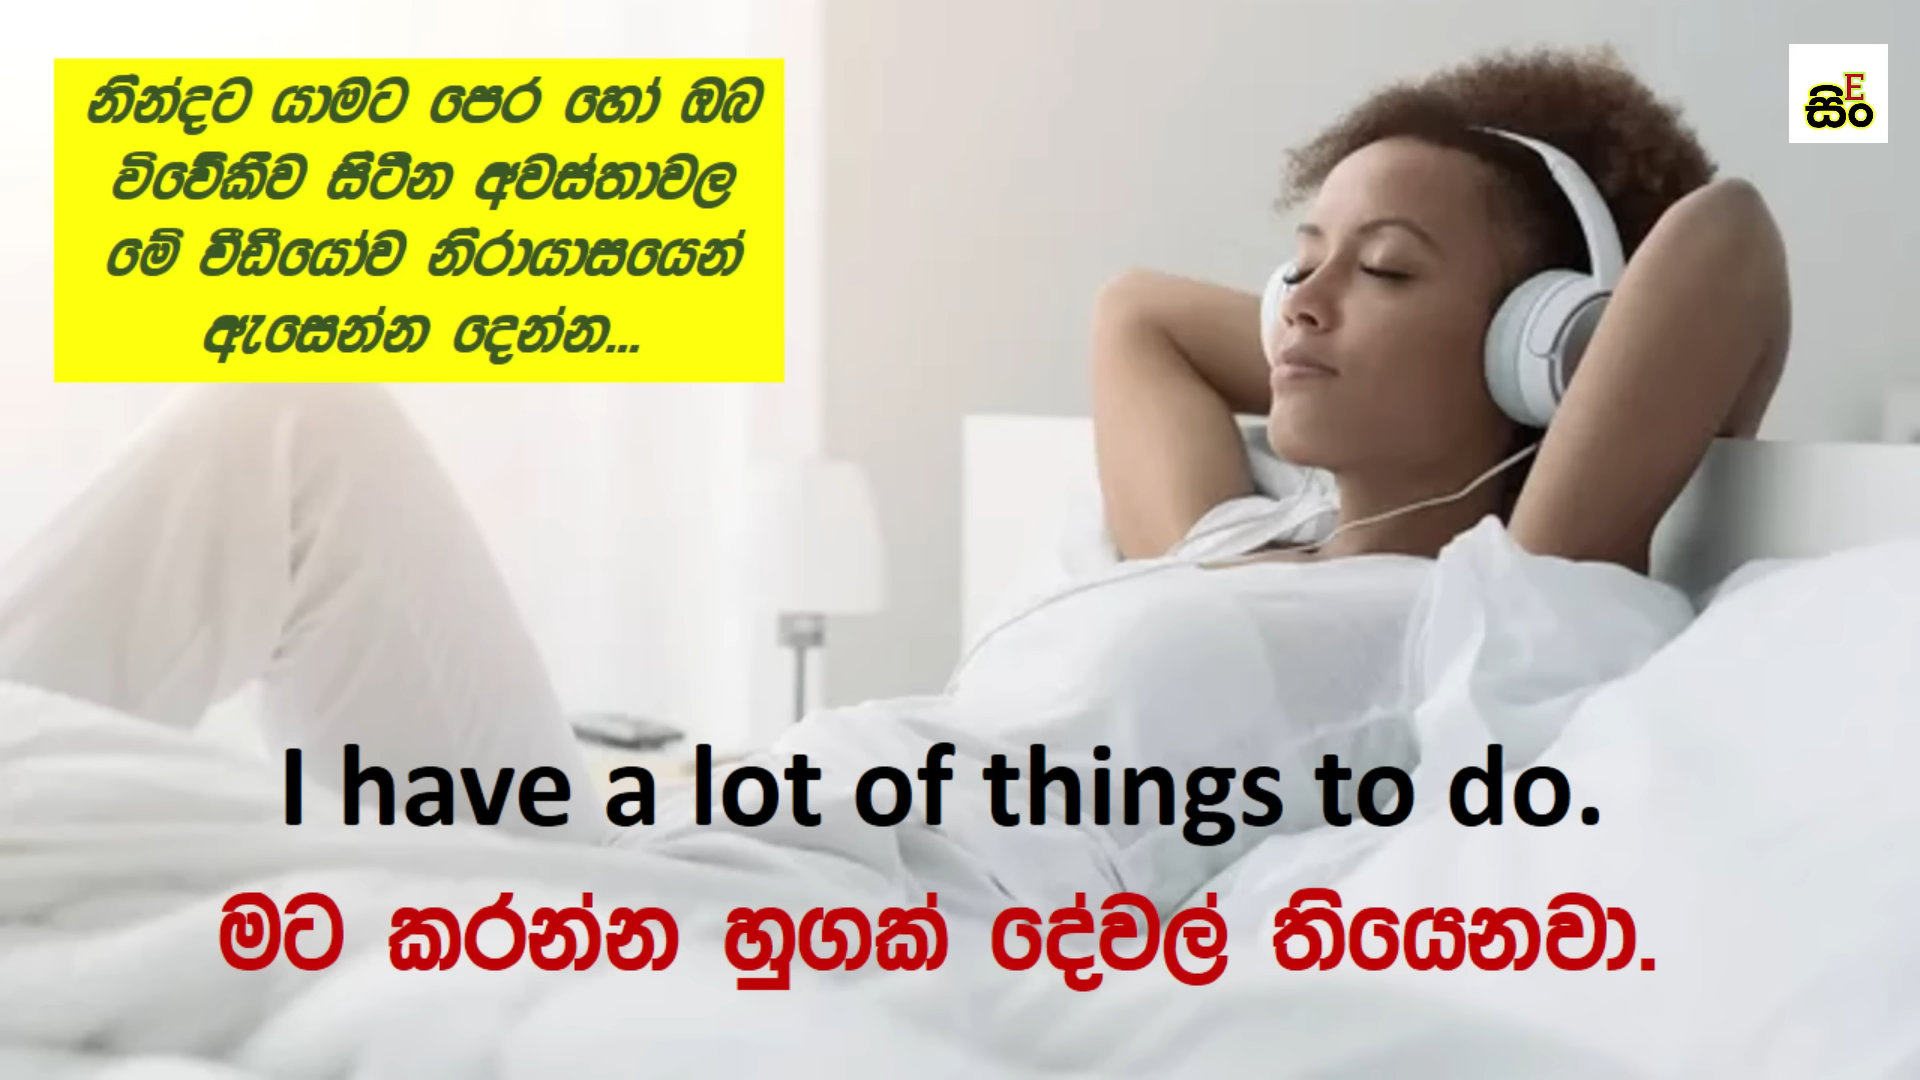 නින්දට යාමට පෙර හෝ ඔබ
විවේකීව සිටින අවස්තාවල
මේ වීඩියෝව නිරායාසයෙන්
ඇසෙන්න දෙන්න...
E
සිං
I have a lot of things to do.
මට කරන්න හුගක් දේවල් තියෙනවා.